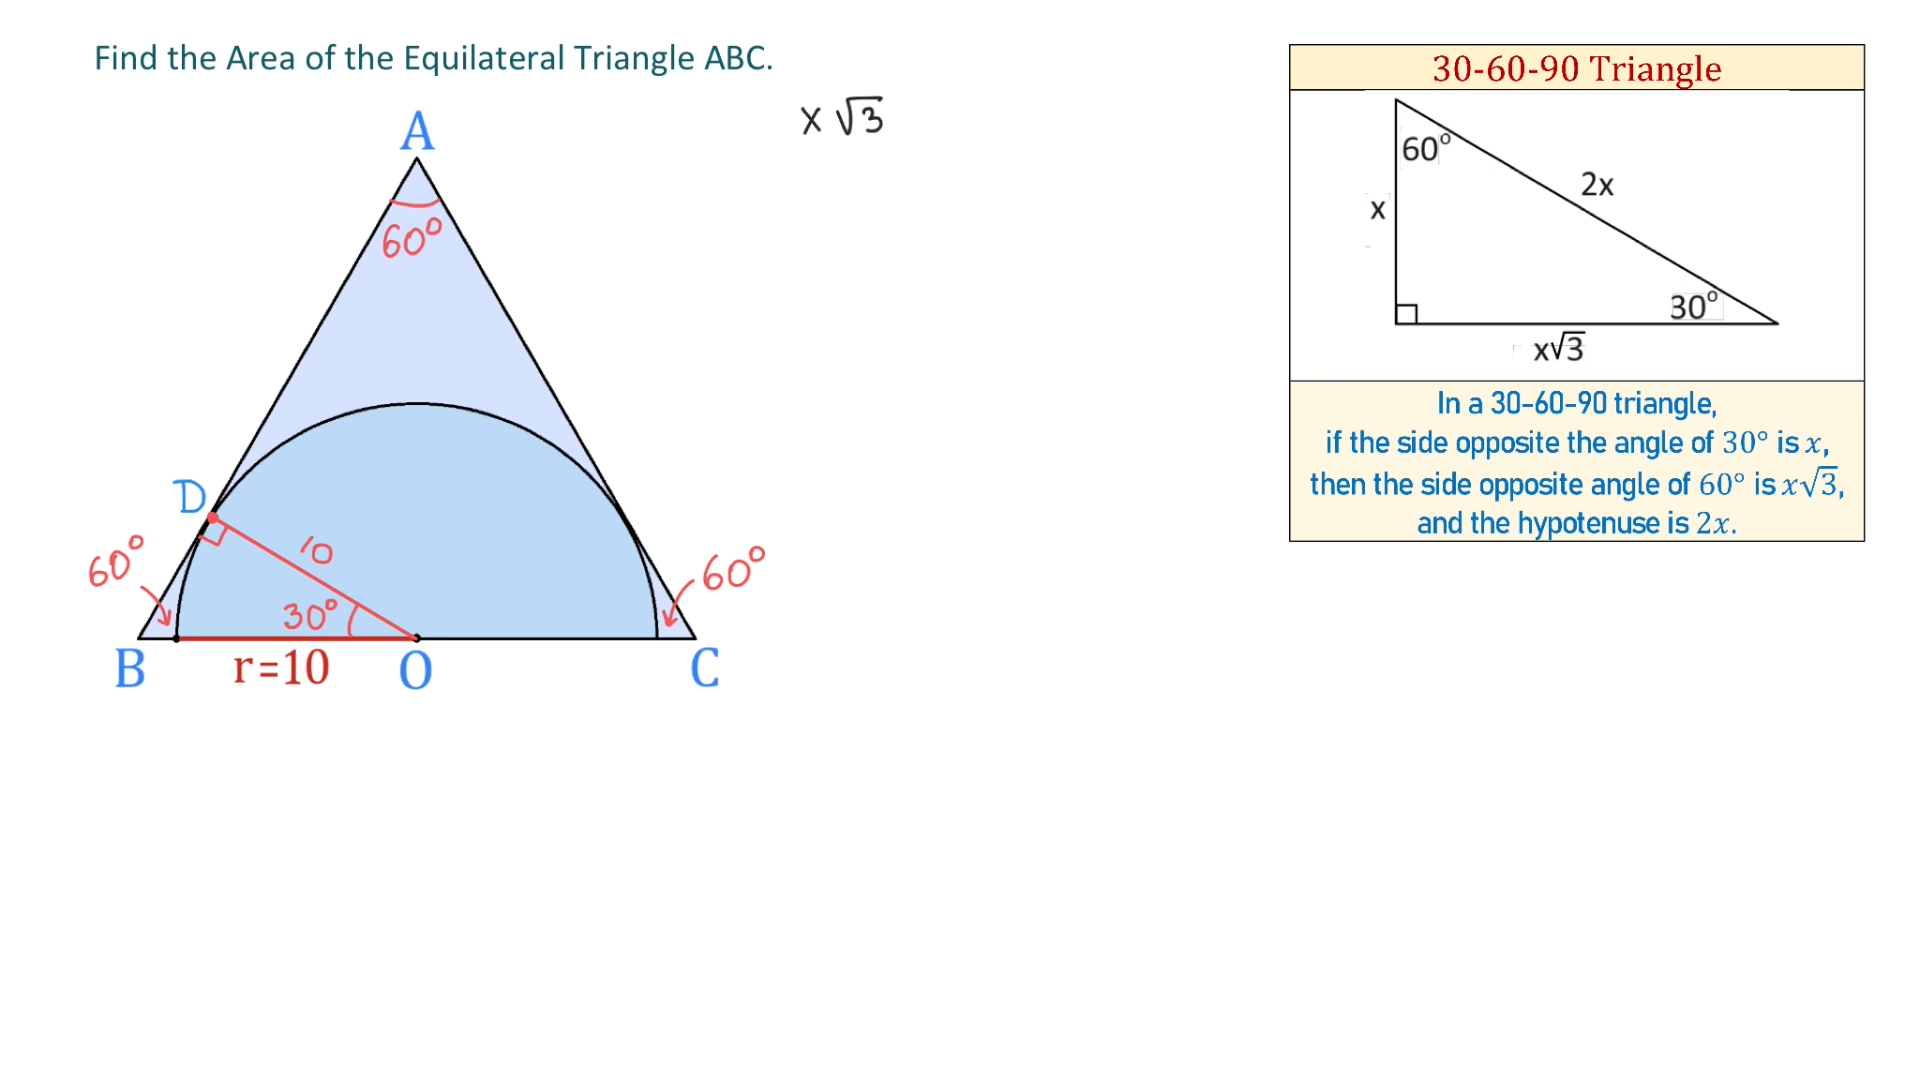 Find the Area of the Equilateral Triangle ABC.
x √3
A
60°
D
10
60°
60°
30°
B
r=10
O
C
30-60-90 Triangle
60°
2x
x
30°
x√3
In a 30-60-90 triangle,
if the side opposite the angle of 30° is x,
then the side opposite angle of 60° is x√3,
and the hypotenuse is 2x.